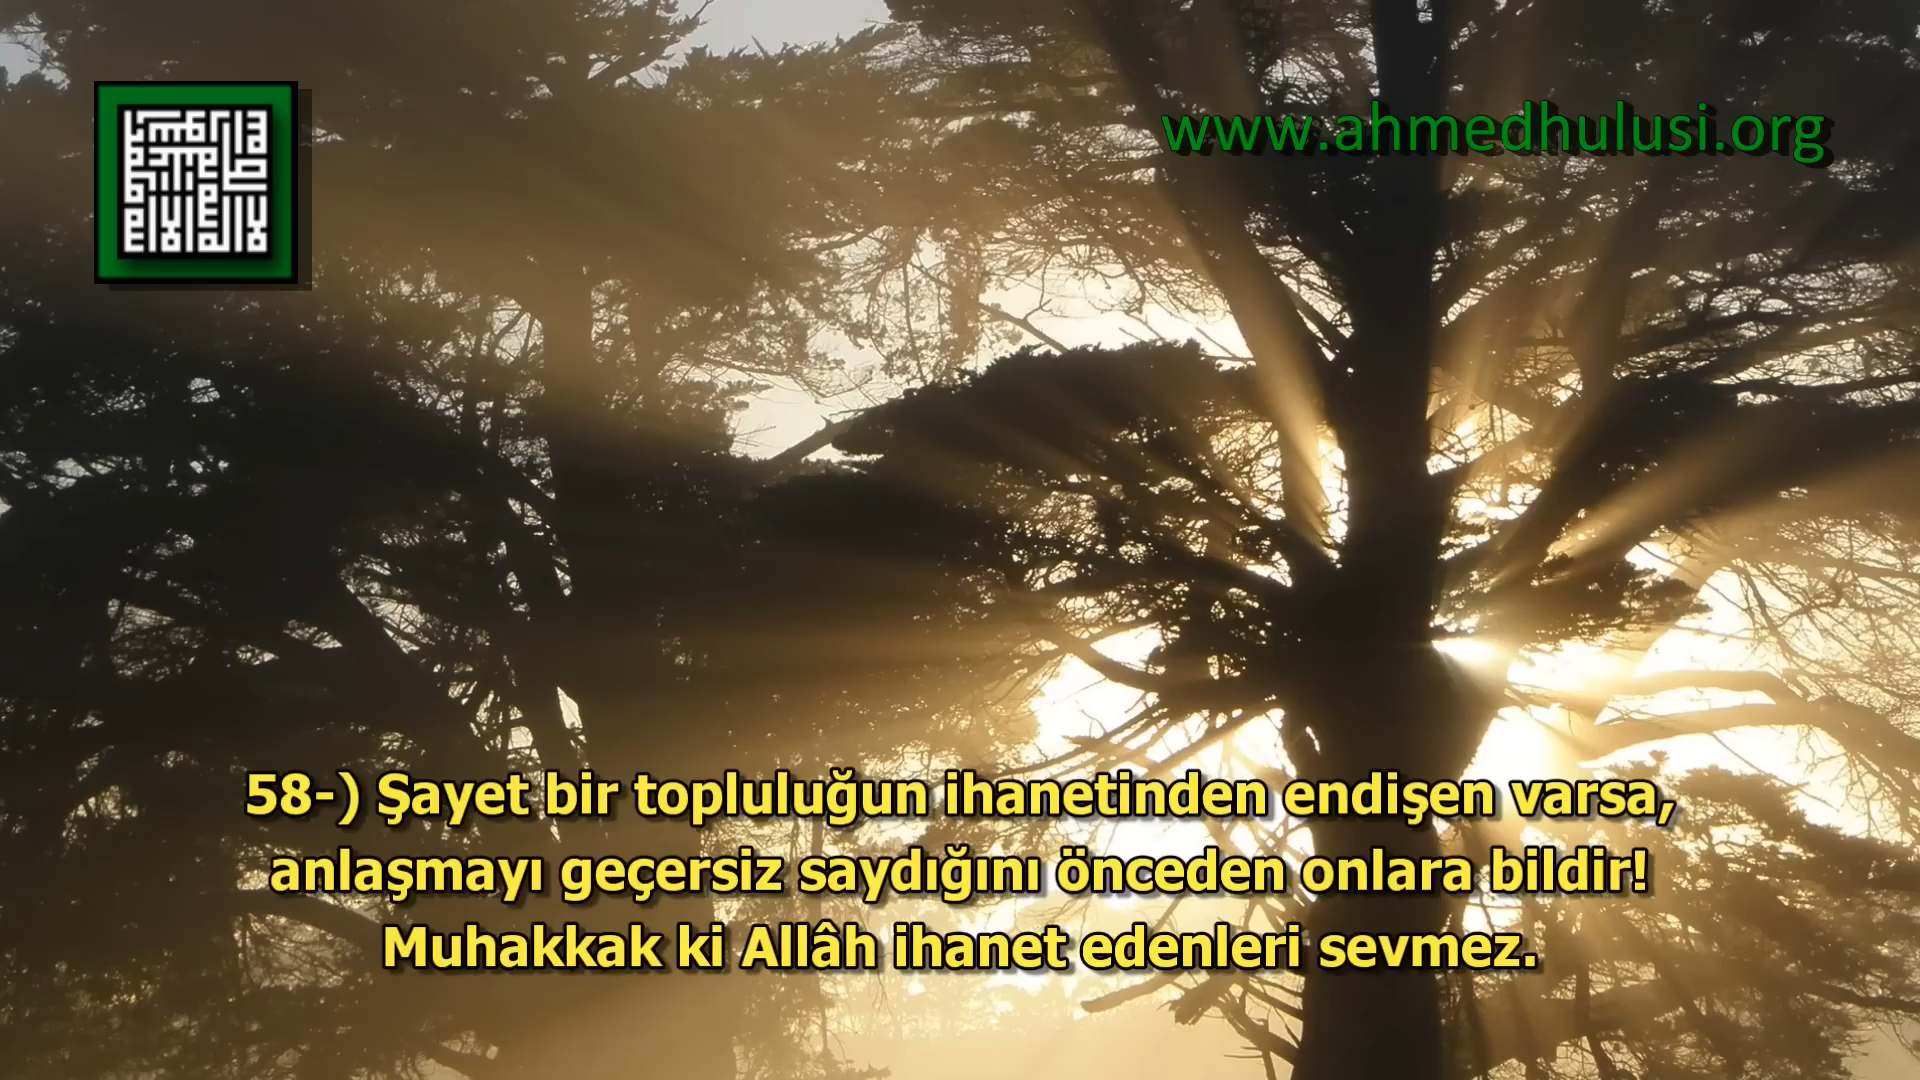 www.ahmedhulusi.org
58-) Şayet bir topluluğun ihanetinden endişen varsa,
anlaşmayı geçersiz saydığını önceden onlara bildir!
Muhakkak ki Allâh ihanet edenleri sevmez.